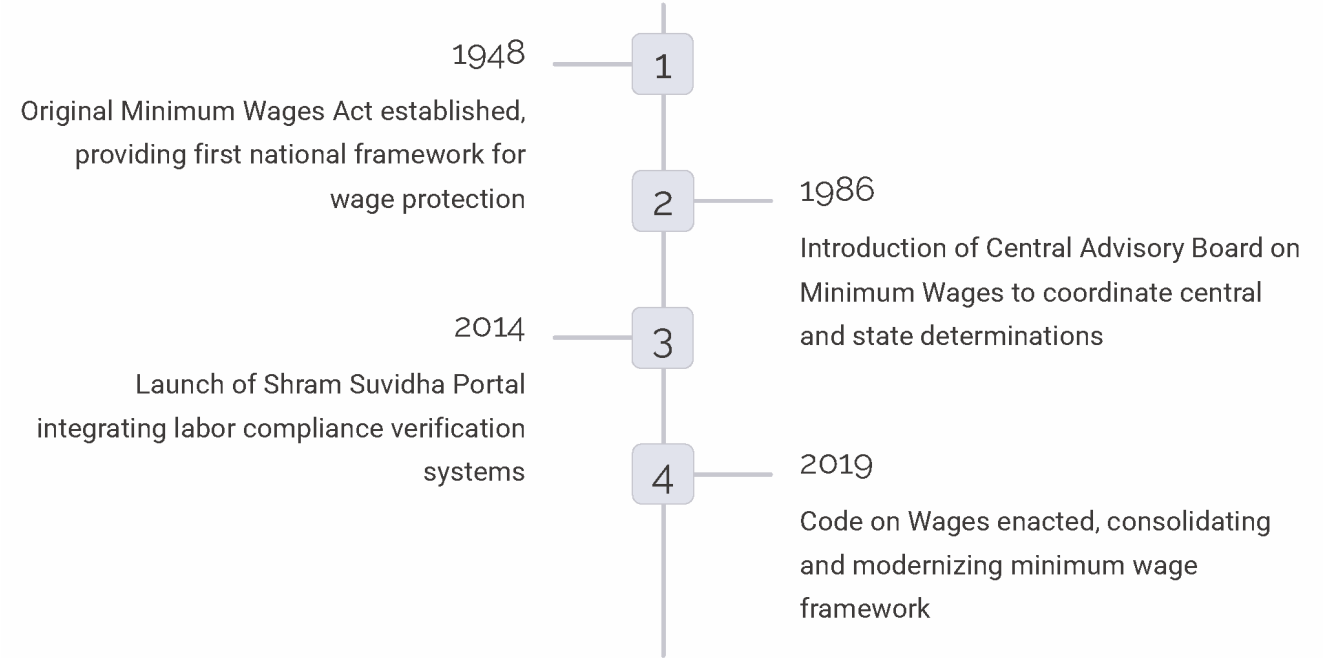 1948
1
Original Minimum Wages Act established,
providing first national framework for
wage protection
2
1986
Introduction of Central Advisory Board on
Minimum Wages to coordinate central
and state determinations
2014
3
Launch of Shram Suvidha Portal
integrating labor compliance verification
systems
4
2019
Code on Wages enacted, consolidating
and modernizing minimum wage
framework